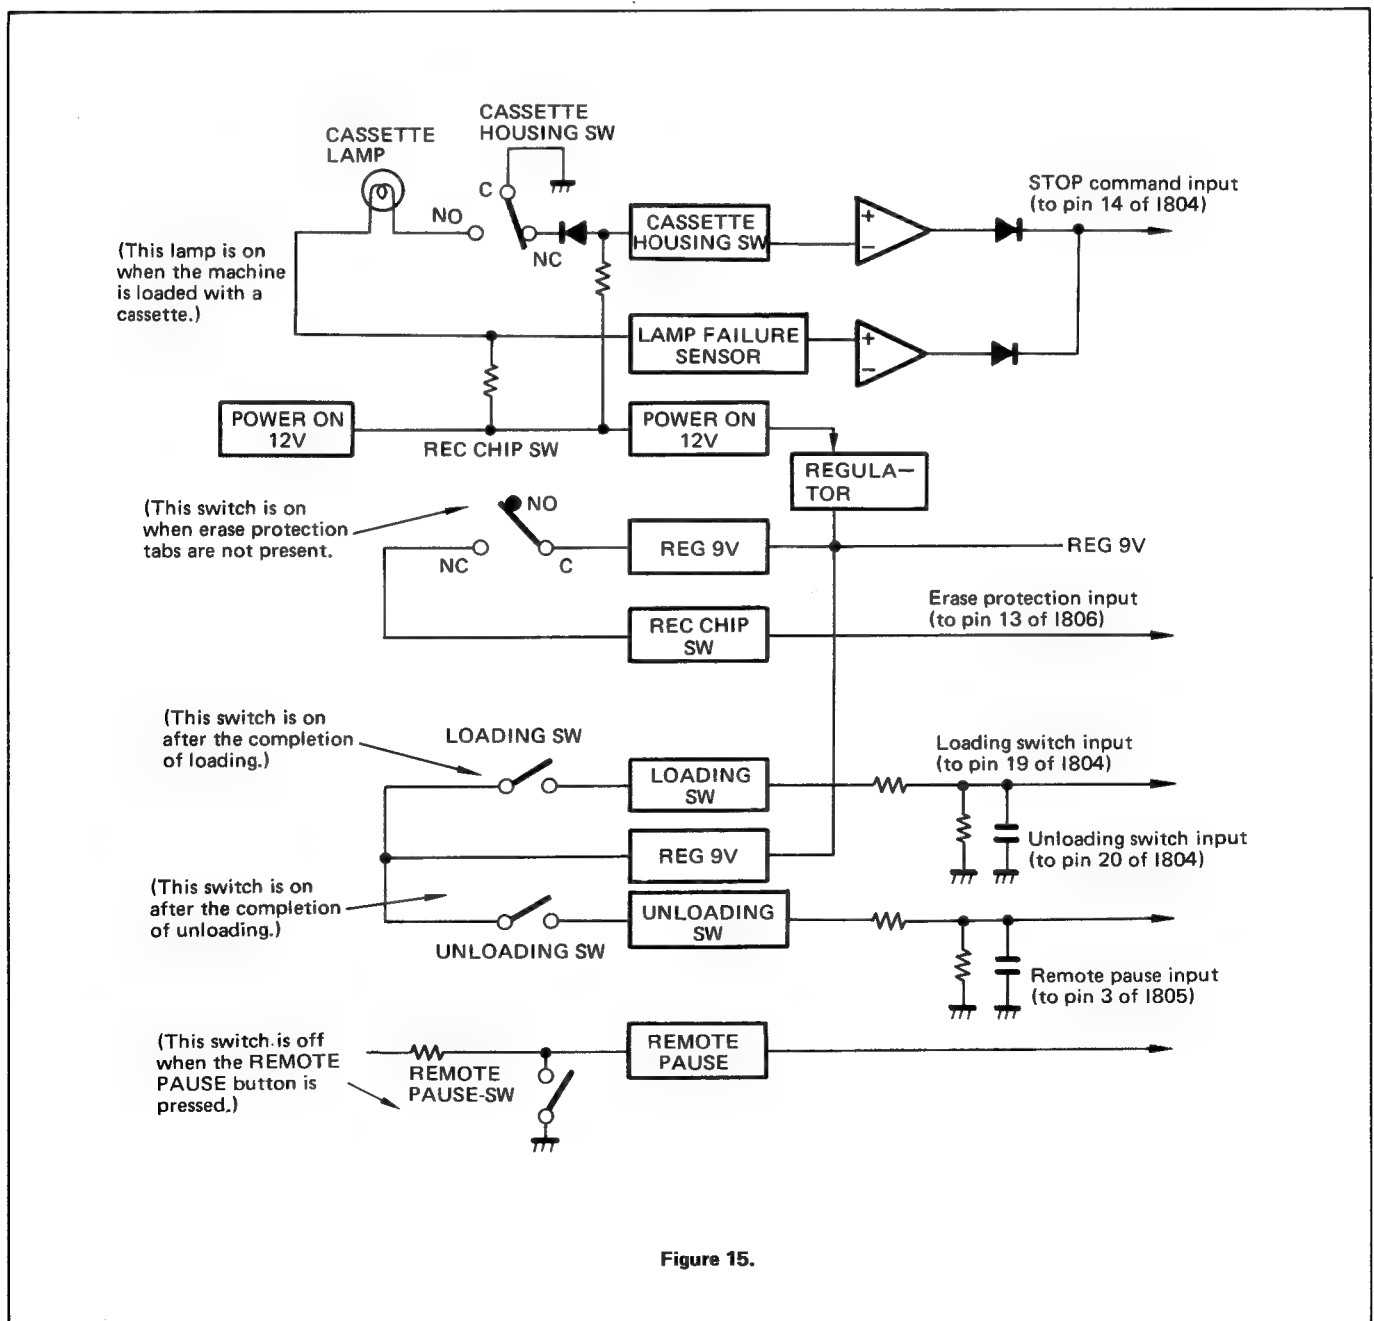 CASSETTE
HOUSING SW
CASSETTE
LAMP
C
NO
NC
CASSETTE
HOUSING SW
+
−
STOP command input
(to pin 14 of I804)
(This lamp is on
when the machine
is loaded with a
cassette.)
LAMP FAILURE
SENSOR
+
−
POWER ON
12V
REC CHIP SW
POWER ON
12V
REGULA—
TOR
(This switch is on
when erase protection
tabs are not present.
NO
NC
C
REG 9V
REG 9V
REC CHIP
SW
Erase protection input
(to pin 13 of I806)
(This switch is on
after the completion
of loading.)
LOADING SW
LOADING
SW
Loading switch input
(to pin 19 of I804)
REG 9V
Unloading switch input
(to pin 20 of I804)
(This switch is on
after the completion
of unloading.)
UNLOADING SW
UNLOADING
SW
Remote pause input
(to pin 3 of I805)
(This switch is off
when the REMOTE
PAUSE button is
pressed.)
REMOTE
PAUSE-SW
REMOTE
PAUSE
Figure 15.